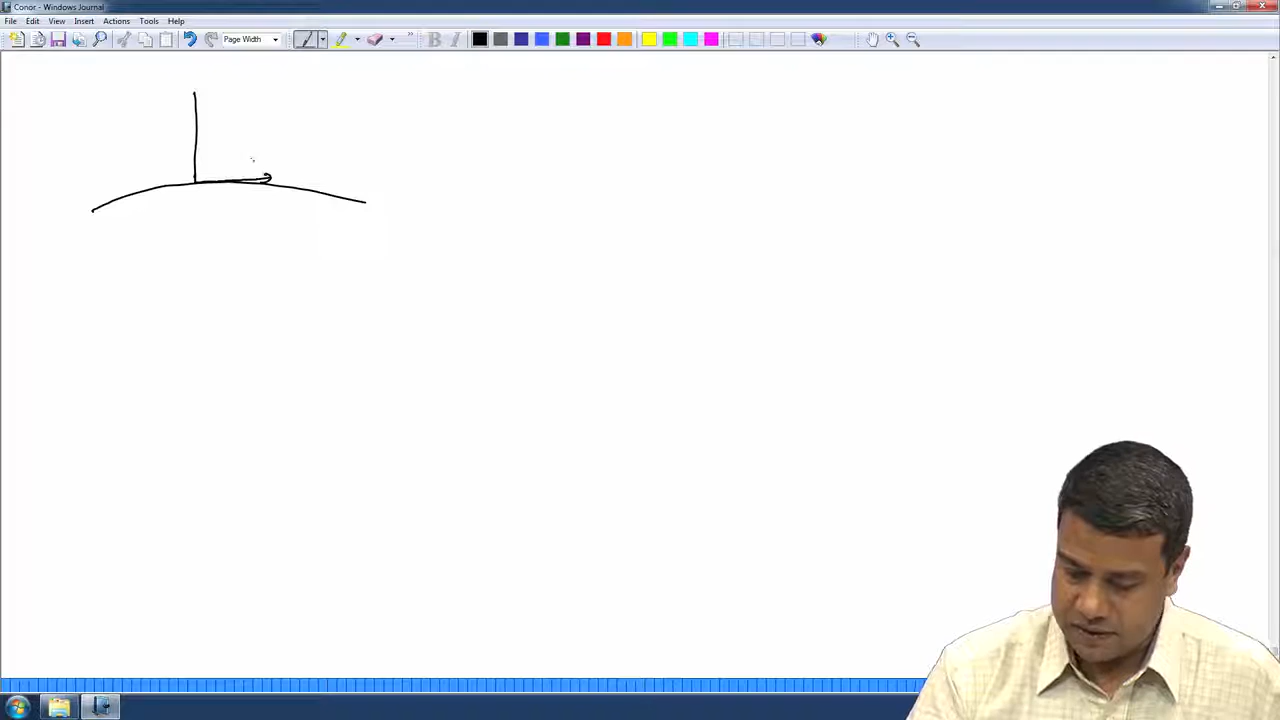 Conor - Windows Journal
File Edit View Insert Actions Tools Help
Page Width